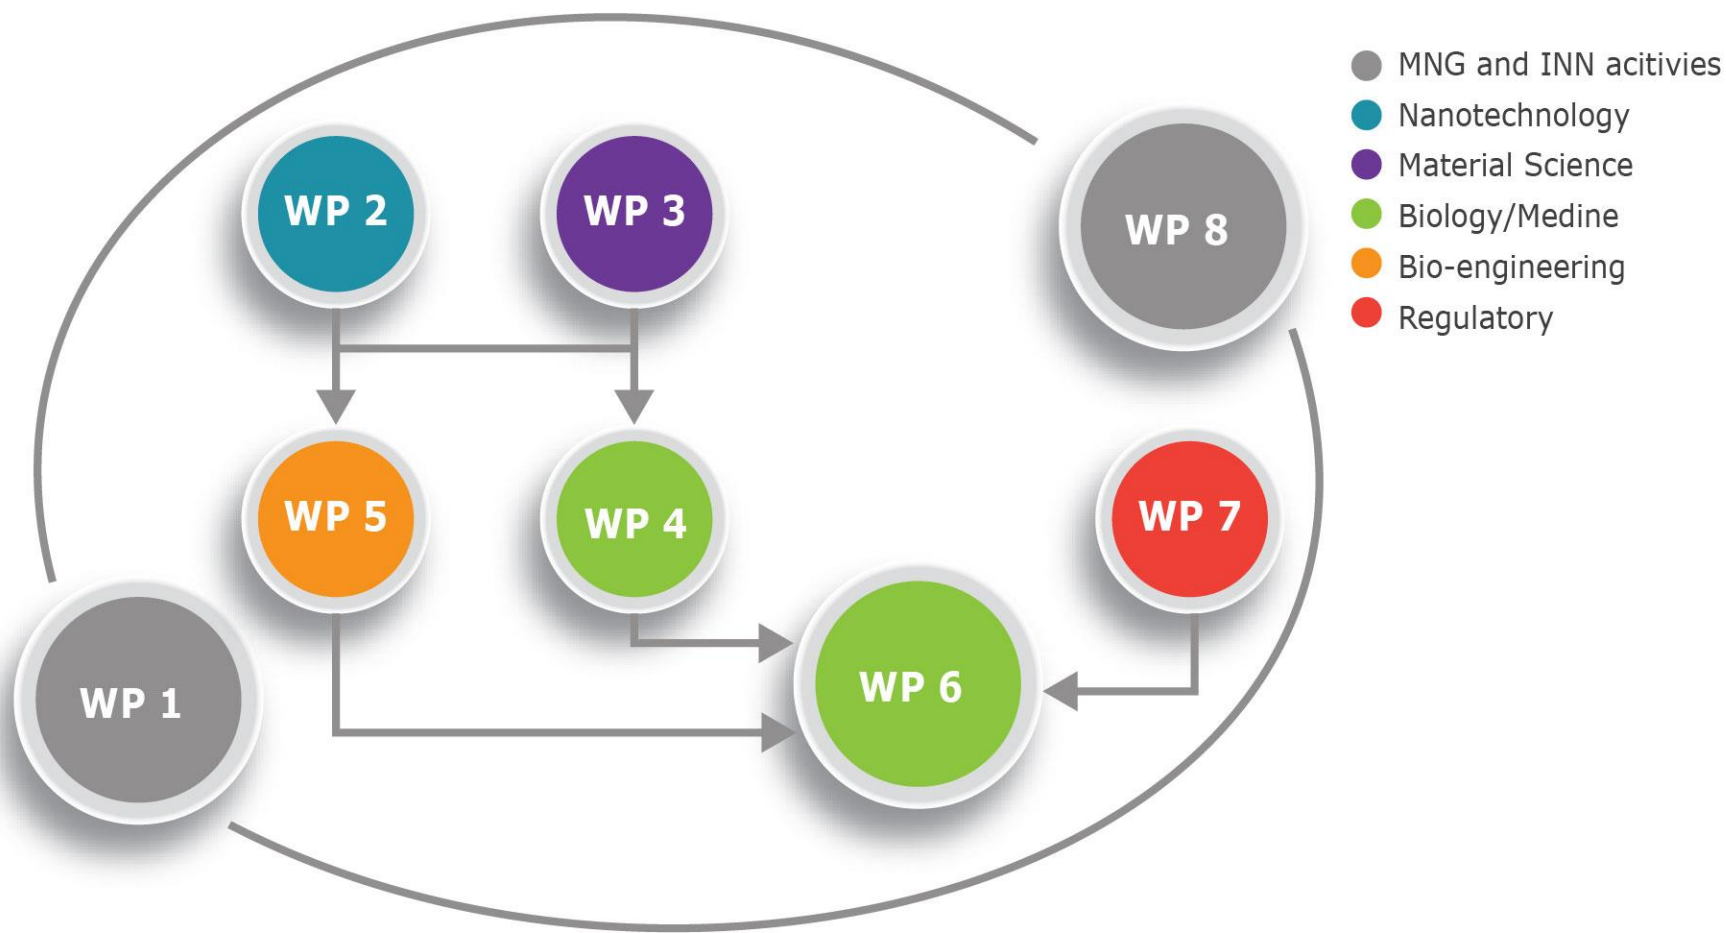 MNG and INN acitivies
Nanotechnology
Material Science
Biology/Medine
Bio-engineering
Regulatory
WP 2
WP 3
WP 8
WP 5
WP 4
WP 7
WP 1
WP 6